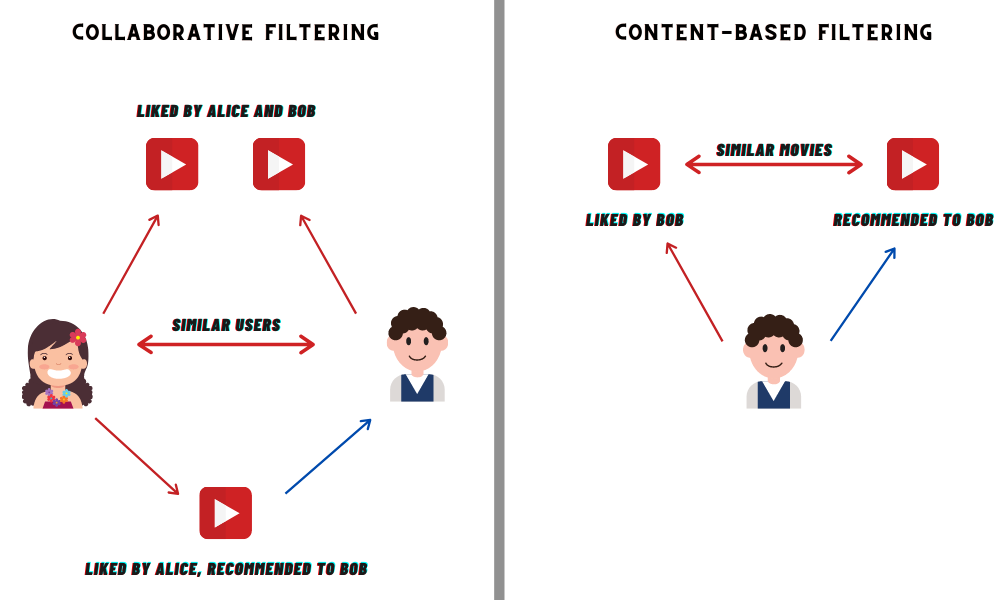 COLLABORATIVE FILTERING
LIKED BY ALICE AND BOB
SIMILAR USERS
LIKED BY ALICE, RECOMMENDED TO BOB
CONTENT-BASED FILTERING
SIMILAR MOVIES
LIKED BY BOB
RECOMMENDED TO BOB